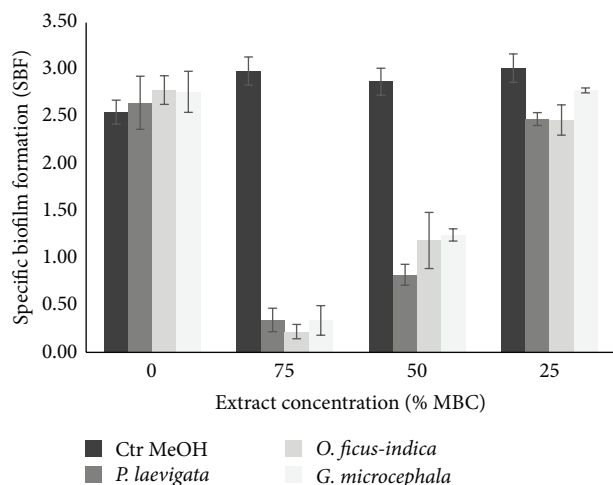 Specific biofilm formation (SBF)
3.50
3.00
2.50
2.00
1.50
1.00
0.50
0.00
0 75 50 25
Extract concentration (% MBC)
Ctr MeOH
P. laevigata
O. ficus-indica
G. microcephala